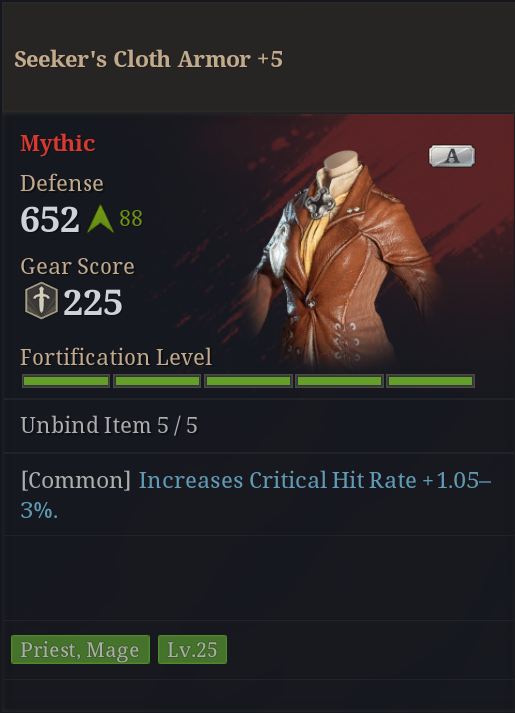 Seeker's Cloth Armor +5
Mythic
A
Defense
652 88
Gear Score
225
Fortification Level
Unbind Item 5 / 5
[Common] Increases Critical Hit Rate +1.05–
3%.
Priest, Mage Lv.25